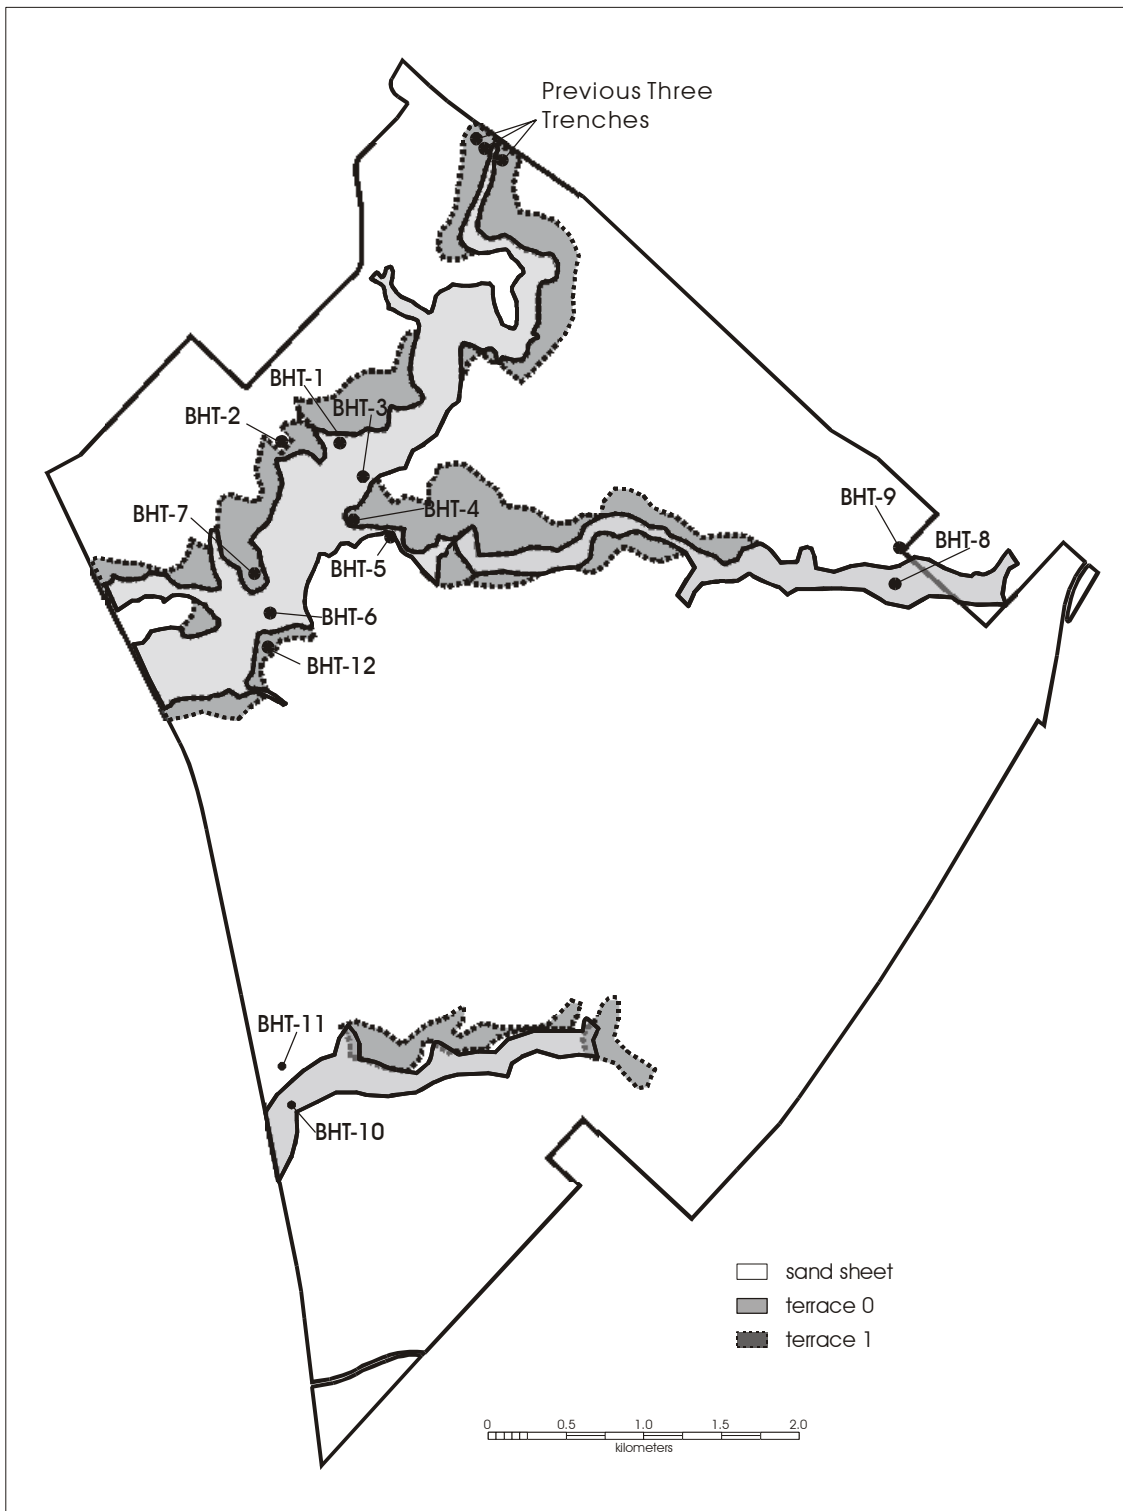 Previous Three
Trenches
BHT-1
BHT-3
BHT-2
BHT-9
BHT-4
BHT-7
BHT-8
BHT-5
BHT-6
BHT-12
BHT-11
BHT-10
sand sheet
terrace 0
terrace 1
0 0.5 1.0 1.5 2.0
kilometers